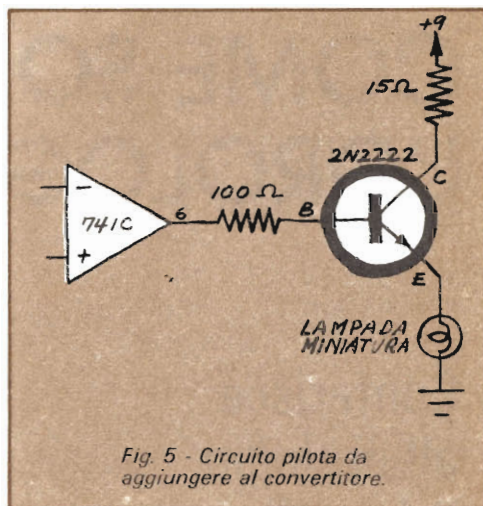 +9
15Ω
2N2222
C
100 Ω
6
B
741C
-
+
E
LAMPADA
MINIATURA
Fig. 5 - Circuito pilota da
aggiungere al convertitore.